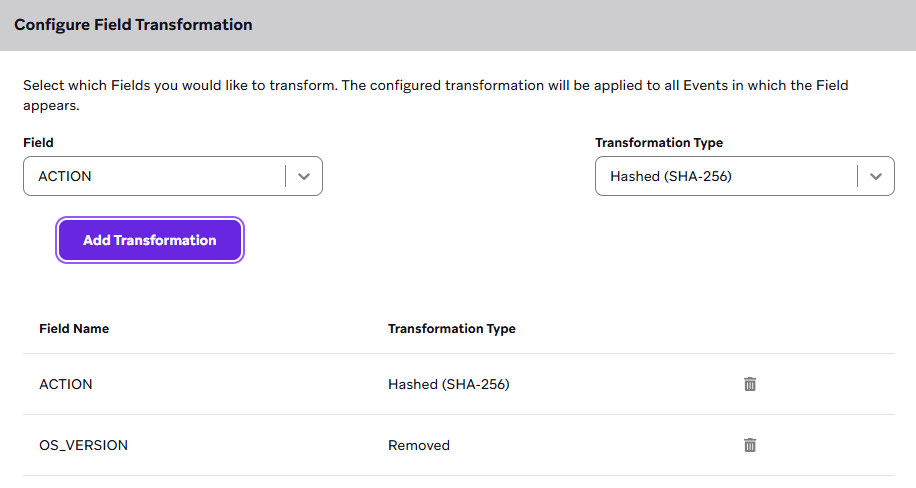 Configure Field Transformation
Select which Fields you would like to transform. The configured transformation will be applied to all Events in which the Field
appears.
Field
Transformation Type
ACTION
Hashed (SHA-256)
Add Transformation
Field Name
Transformation Type
ACTION
Hashed (SHA-256)
OS_VERSION
Removed